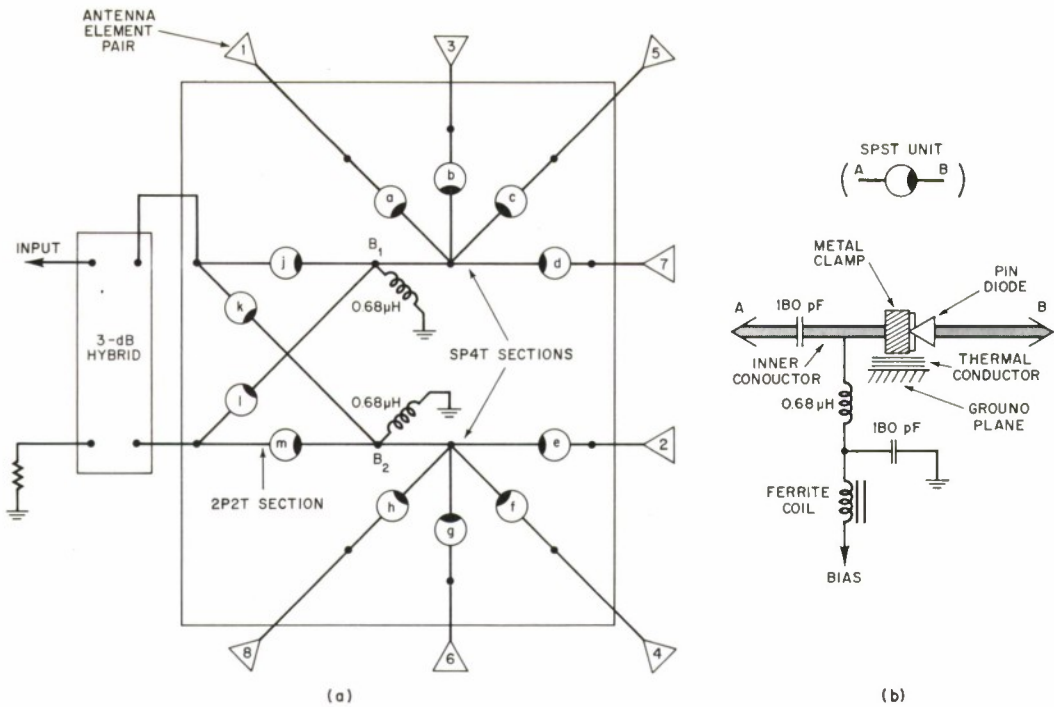 ANTENNA
ELEMENT
PAIR
1
3
5
a
b
c
INPUT
j
B1
d
7
0.68µH
k
3-dB
HYBRID
SP4T SECTIONS
l
0.68µH
m
B2
e
2
2P2T SECTION
h
g
f
8
6
4
(a)
SPST UNIT
( A B )
METAL
CLAMP
PIN
DIODE
A
180 pF
B
INNER
CONOUCTOR
THERMAL
CONDUCTOR
0.68µH
GROUNO
PLANE
180 pF
FERRITE
COIL
BIAS
(b)